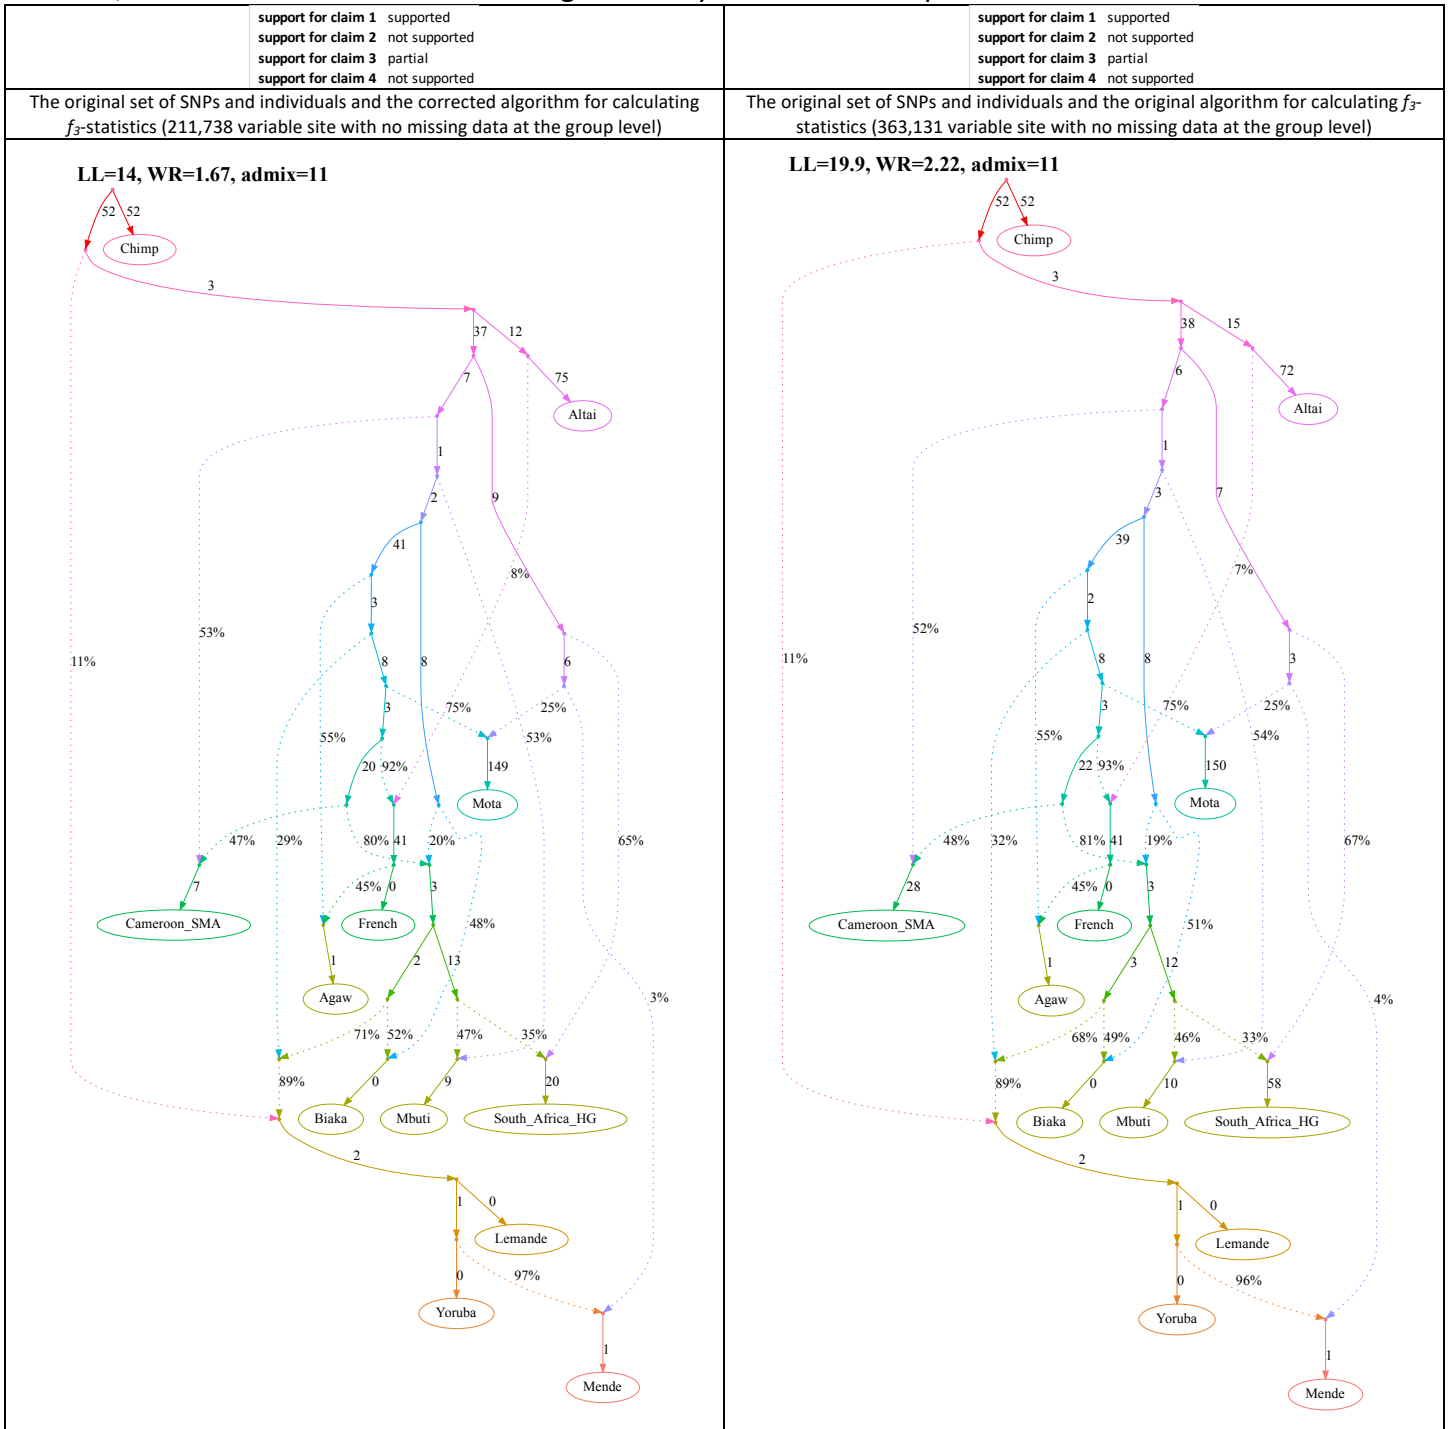 support for claim 1 supported
support for claim 2 not supported
support for claim 3 partial
support for claim 4 not supported
support for claim 1 supported
support for claim 2 not supported
support for claim 3 partial
support for claim 4 not supported
The original set of SNPs and individuals and the corrected algorithm for calculating
f3-statistics (211,738 variable site with no missing data at the group level)
The original set of SNPs and individuals and the original algorithm for calculating f3-
statistics (363,131 variable site with no missing data at the group level)
LL=14, WR=1.67, admix=11
52 52
Chimp
3
37 12
7 75
Altai
1
2 9
41
8%
3
53%
11% 8 8 6
3 75% 25%
55% 53%
20 92% 149
Mota
47% 29% 80% 41 20% 65%
7 45% 0 3
Cameroon_SMA French 48%
1 2 13
Agaw 3%
71% 52% 47% 35%
89% 0 9 20
Biaka Mbuti South_Africa_HG
2
1 0
Lemande
0 97%
Yoruba
1
Mende
LL=19.9, WR=2.22, admix=11
52 52
Chimp
3
38 15
6 72
Altai
1
3 7
39
7%
2
52%
11% 8 8 3
3 75% 25%
55% 54%
22 93% 150
Mota
48% 32% 81% 41 19% 67%
28 45% 0 3
Cameroon_SMA French 51%
1 3 12
Agaw 4%
68% 49% 46% 33%
89% 0 10 58
Biaka Mbuti South_Africa_HG
2
1 0
Lemande
0 96%
Yoruba
1
Mende